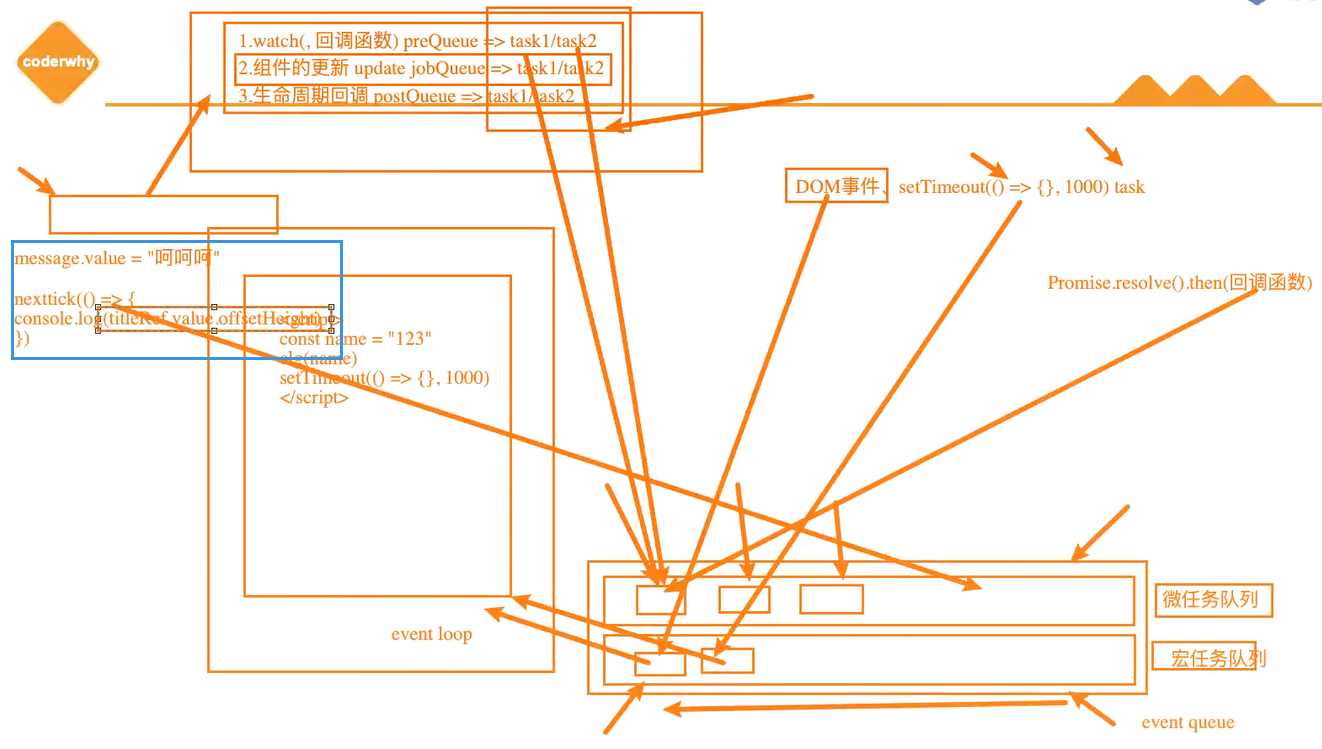 coderwhy
1.watch(, 回调函数) preQueue => task1/task2
2.组件的更新 update jobQueue => task1/task2
3.生命周期回调 postQueue => task1/task2
DOM事件、setTimeout(() => {}, 1000) task
message.value = "呵呵呵"
nexttick(() => {
console.log(titleRef.value.offsetHeight)
})
Promise.resolve().then(回调函数)
<script>
const name = "123"
clg(name)
setTimeout(() => {}, 1000)
</script>
微任务队列
event loop
宏任务队列
event queue